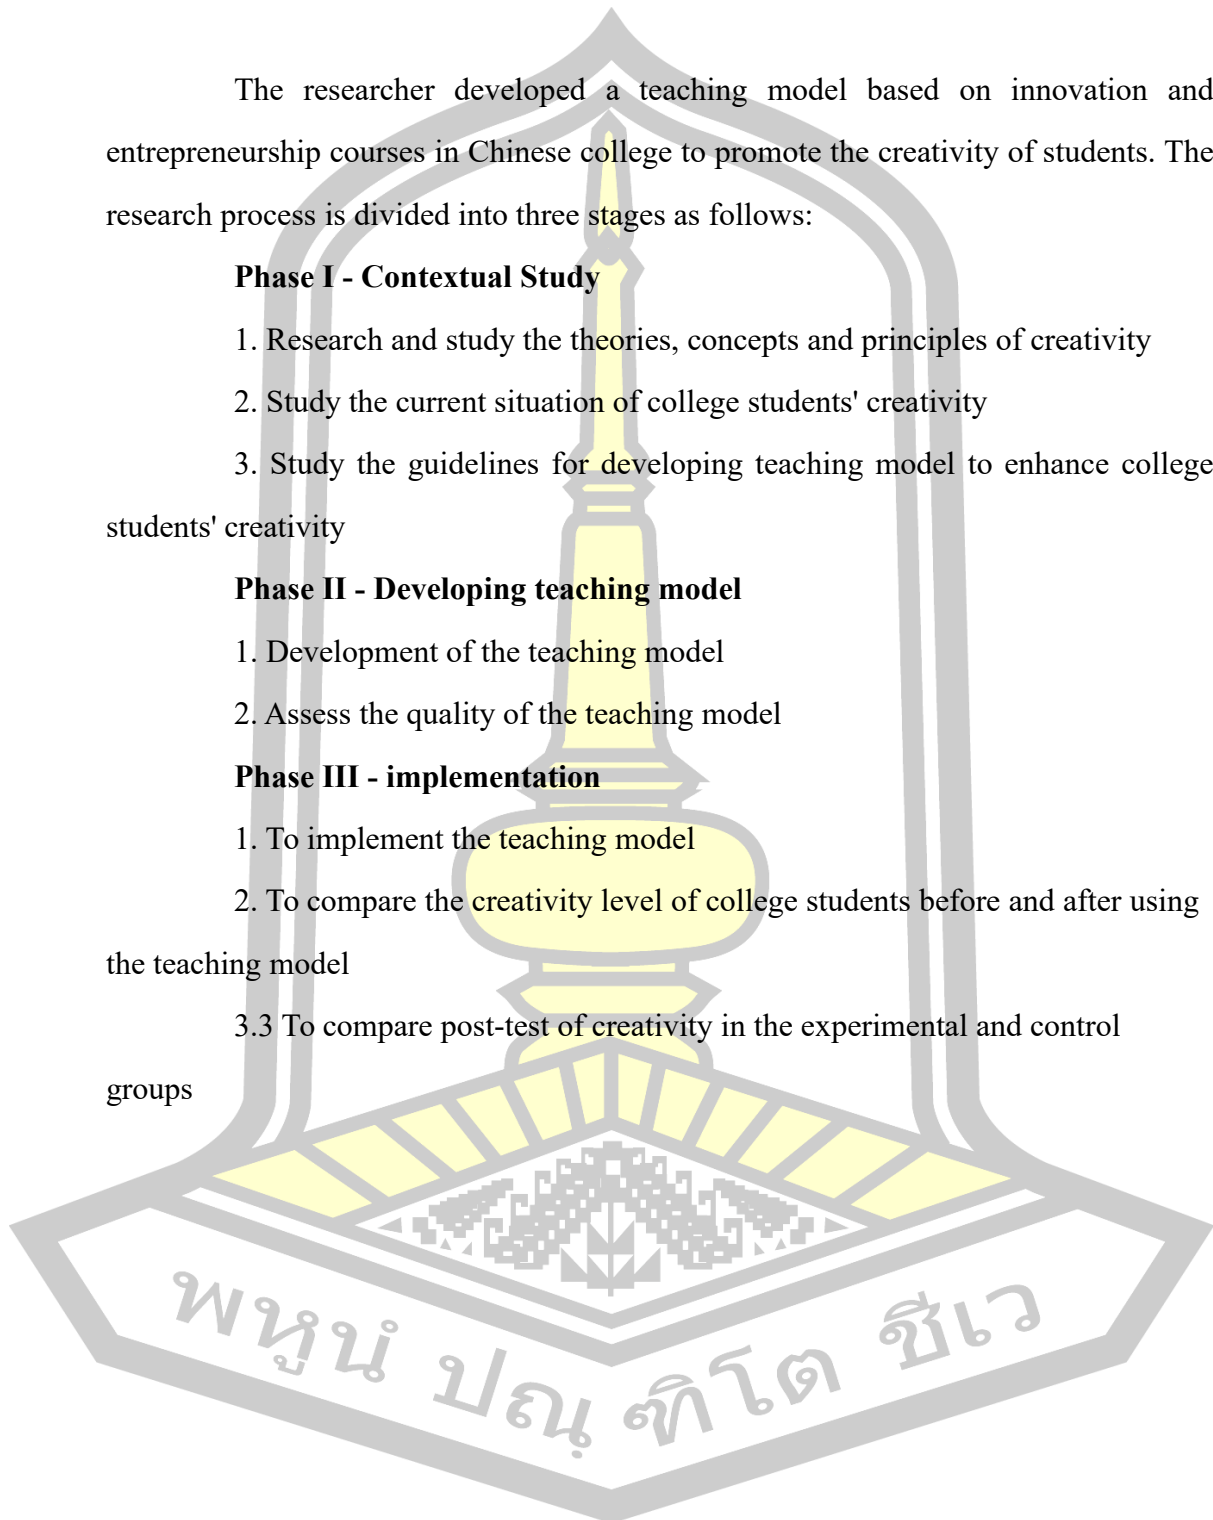 The researcher developed a teaching model based on innovation and
entrepreneurship courses in Chinese college to promote the creativity of students. The
research process is divided into three stages as follows:
Phase I - Contextual Study
1. Research and study the theories, concepts and principles of creativity
2. Study the current situation of college students' creativity
3. Study the guidelines for developing teaching model to enhance college
students' creativity
Phase II - Developing teaching model
1. Development of the teaching model
2. Assess the quality of the teaching model
Phase III - implementation
1. To implement the teaching model
2. To compare the creativity level of college students before and after using
the teaching model
3.3 To compare post-test of creativity in the experimental and control
groups
พหูนํ ปณฺฑิโต ชีเว